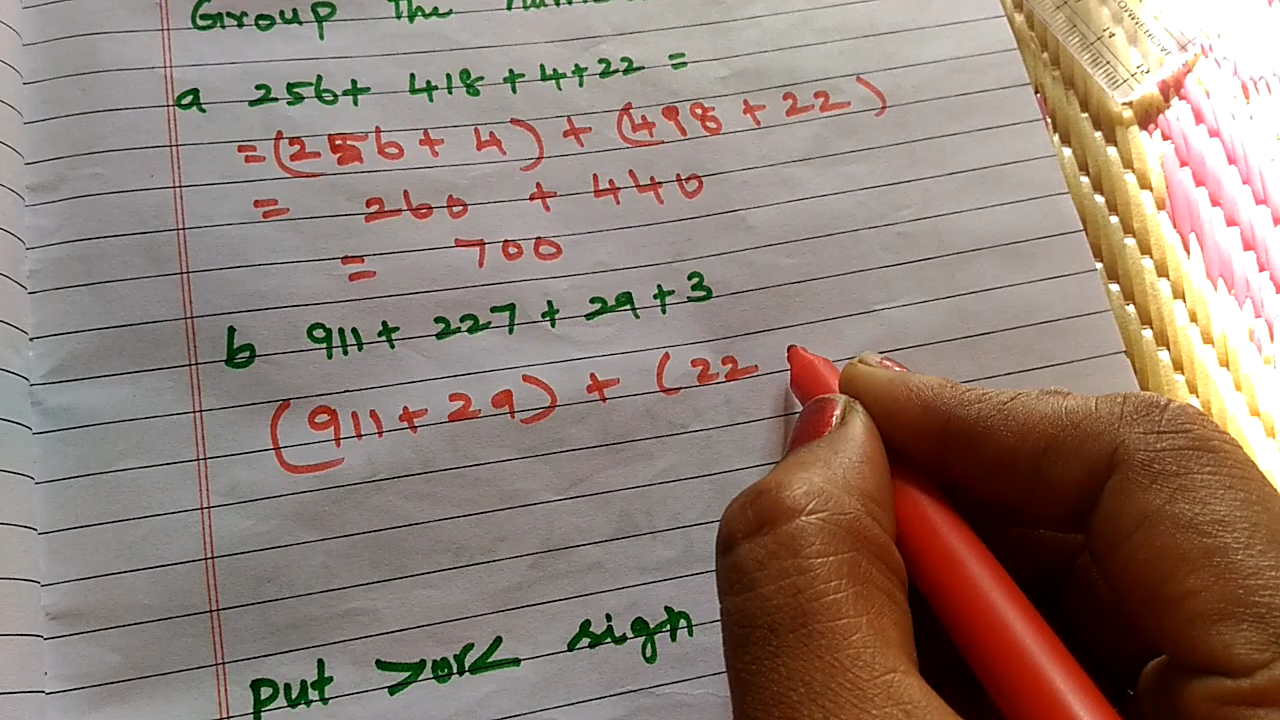 Group The
a 256+ 418 + 4+22 =
= (256 + 4) + (498 + 22)
= 260 + 440
= 700
b 911 + 227 + 29 + 3
(911 + 29) + (22
put >or< sign